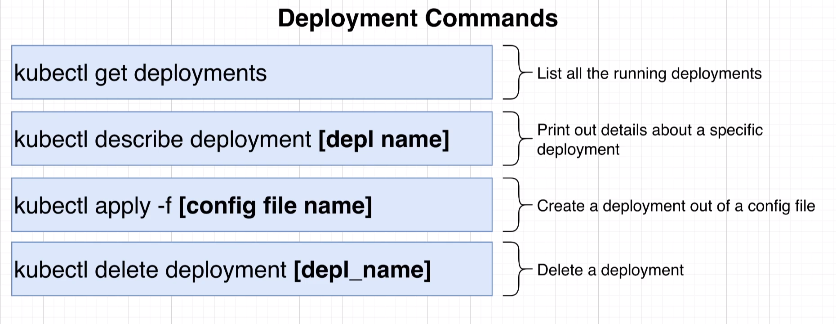 Deployment Commands
kubectl get deployments
List all the running deployments
kubectl describe deployment [depl name]
Print out details about a specific
deployment
kubectl apply -f [config file name]
Create a deployment out of a config file
kubectl delete deployment [depl_name]
Delete a deployment